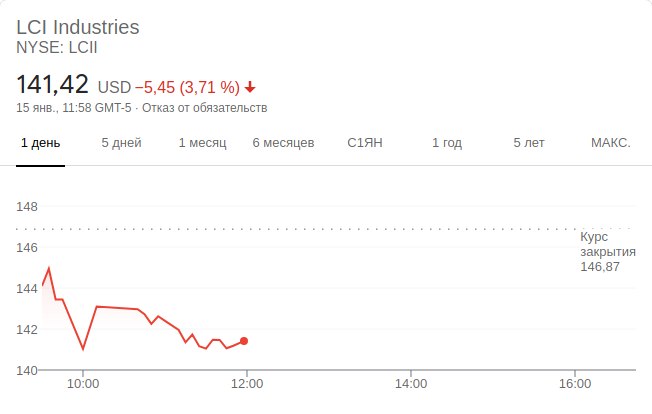 LCI Industries
NYSE: LCII
141,42 USD −5,45 (3,71 %)
15 янв., 11:58 GMT-5 · Отказ от обязательств
1 день 5 дней 1 месяц 6 месяцев С1ЯН 1 год 5 лет МАКС.
148
146
144
142
140
Курс
закрытия
146,87
10:00 12:00 14:00 16:00